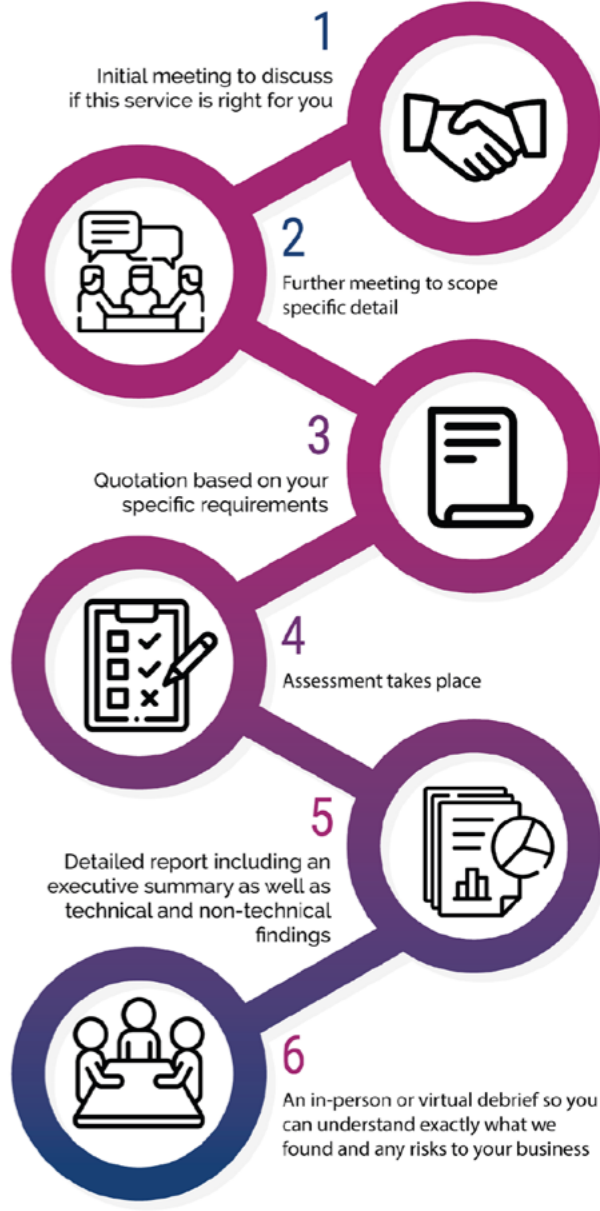 1
Initial meeting to discuss
if this service is right for you
2
Further meeting to scope
specific detail
3
Quotation based on your
specific requirements
4
Assessment takes place
5
Detailed report including an
executive summary as well as
technical and non-technical
findings
6
An in-person or virtual debrief so you
can understand exactly what we
found and any risks to your business